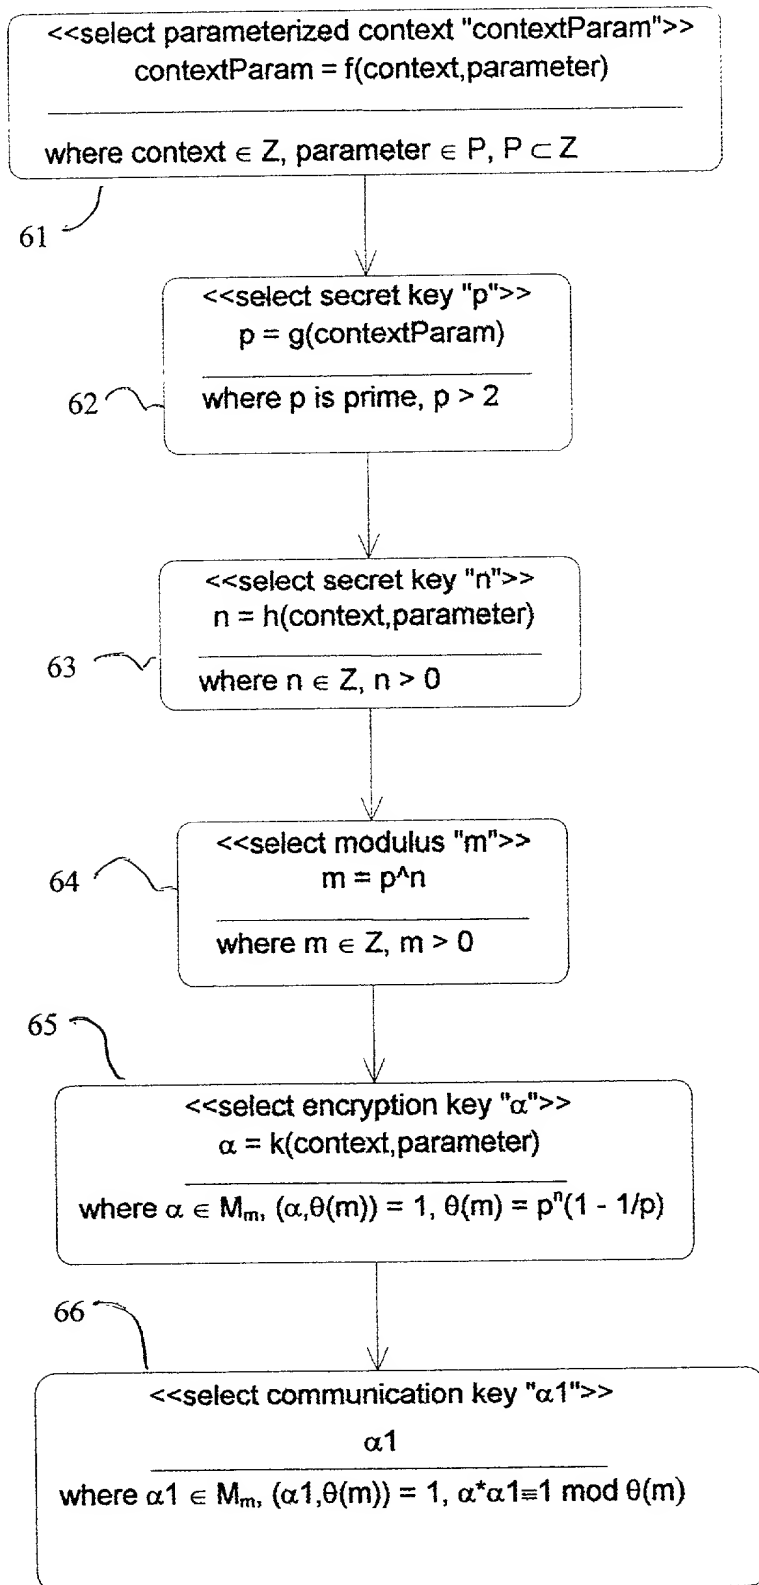 <<select parameterized context "contextParam">>
contextParam = f(context,parameter)
where context ∈ Z, parameter ∈ P, P ⊂ Z
61
<<select secret key "p">>
p = g(contextParam)
where p is prime, p > 2
62
<<select secret key "n">>
n = h(context,parameter)
where n ∈ Z, n > 0
63
<<select modulus "m">>
m = p^n
where m ∈ Z, m > 0
64
65
<<select encryption key "α">>
α = k(context,parameter)
where α ∈ Mₘ, (α,θ(m)) = 1, θ(m) = pⁿ(1 - 1/p)
66
<<select communication key "α1">>
α1
where α1 ∈ Mₘ, (α1,θ(m)) = 1, α*α1≡1 mod θ(m)